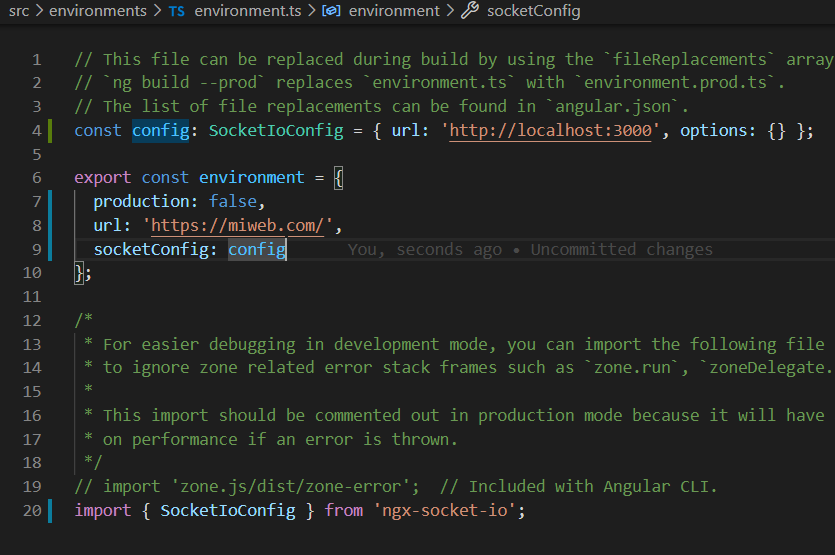 src > environments > TS environment.ts > environment > socketConfig
1 // This file can be replaced during build by using the `fileReplacements` array
2 // `ng build --prod` replaces `environment.ts` with `environment.prod.ts`.
3 // The list of file replacements can be found in `angular.json`.
4 const config: SocketIoConfig = { url: 'http://localhost:3000', options: {} };
5
6 export const environment = {
7 production: false,
8 url: 'https://miweb.com/',
9 socketConfig: config You, seconds ago • Uncommitted changes
10 };
11
12 /*
13 * For easier debugging in development mode, you can import the following file
14 * to ignore zone related error stack frames such as `zone.run`, `zoneDelegate.
15 *
16 * This import should be commented out in production mode because it will have
17 * on performance if an error is thrown.
18 */
19 // import 'zone.js/dist/zone-error';  // Included with Angular CLI.
20 import { SocketIoConfig } from 'ngx-socket-io';